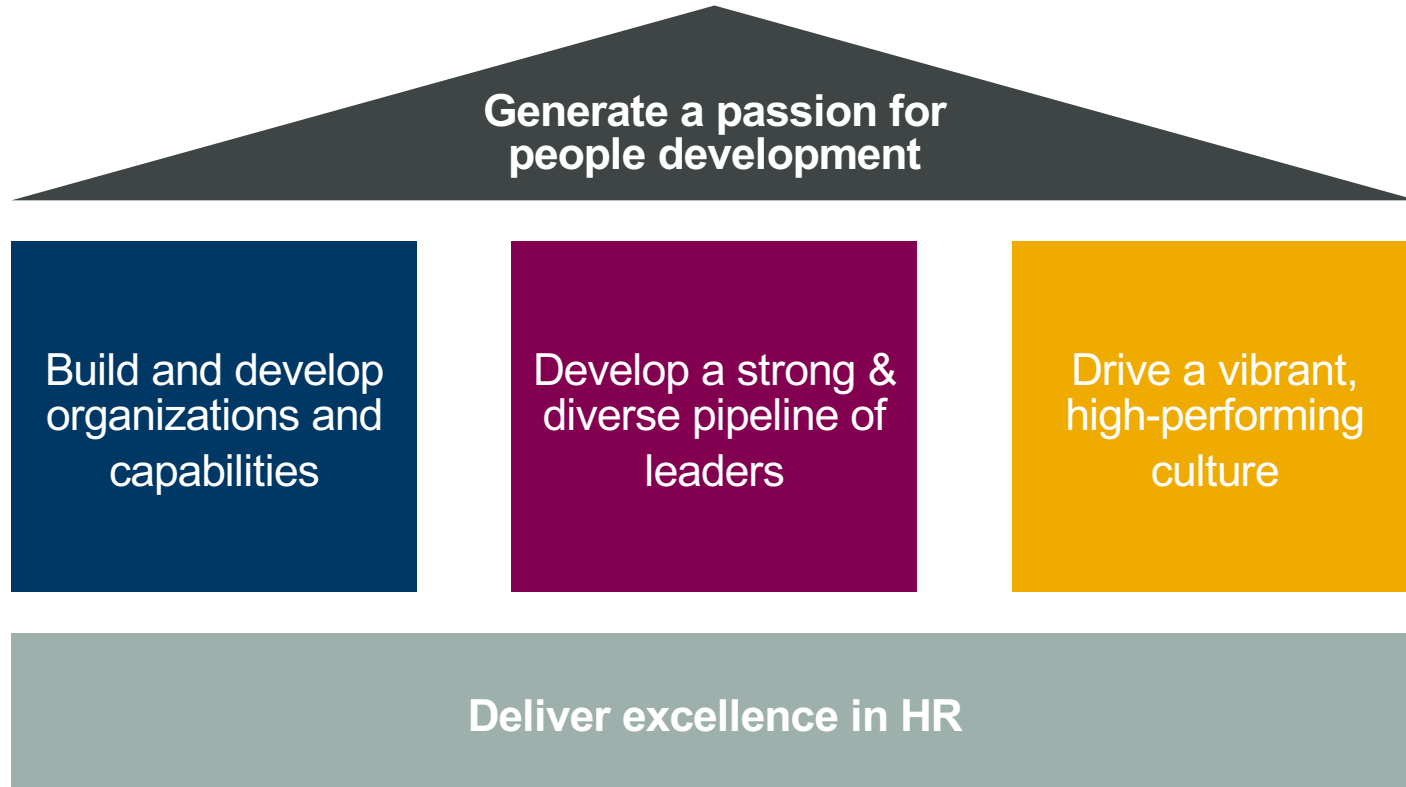 Generate a passion for
people development
Build and develop
organizations and
capabilities
Develop a strong &
diverse pipeline of
leaders
Drive a vibrant,
high-performing
culture
Deliver excellence in HR